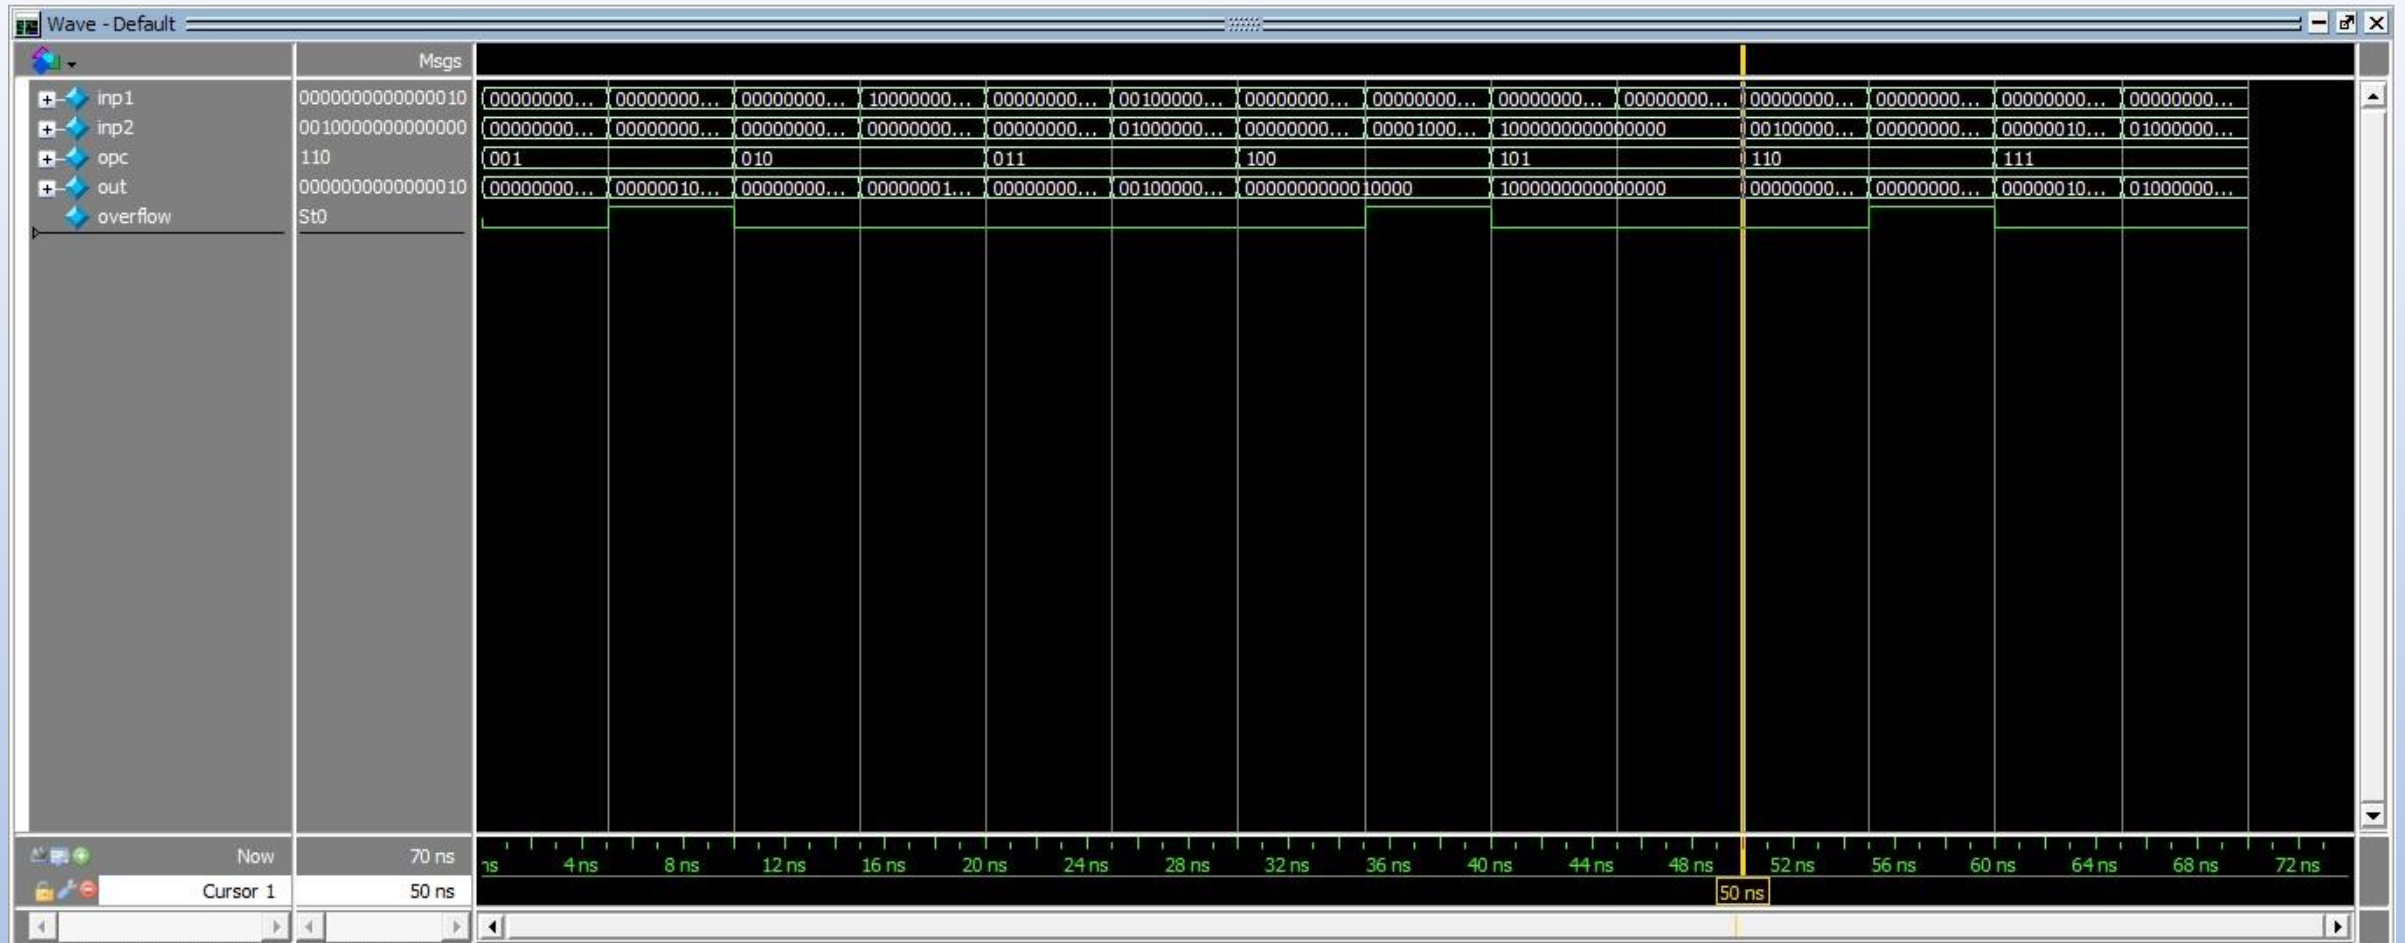 Wave - Default
Msgs
inp1 0000000000000010 00000000... 00000000... 00000000... 10000000... 00000000... 00100000... 00000000... 00000000... 00000000... 00000000... 00000000... 00000000... 00000000... 00000000...
inp2 0010000000000000 00000000... 00000000... 00000000... 00000000... 00000000... 01000000... 00000000... 00001000... 1000000000000000 00100000... 00000000... 00000010... 01000000...
opc 110 001 010 011 100 101 110 111
out 0000000000000010 00000000... 00000010... 00000000... 00000001... 00000000... 00100000... 0000000000010000 1000000000000000 00000000... 00000000... 00000010... 01000000...
overflow St0
Now 70 ns ns 4 ns 8 ns 12 ns 16 ns 20 ns 24 ns 28 ns 32 ns 36 ns 40 ns 44 ns 48 ns 52 ns 56 ns 60 ns 64 ns 68 ns 72 ns
Cursor 1 50 ns 50 ns